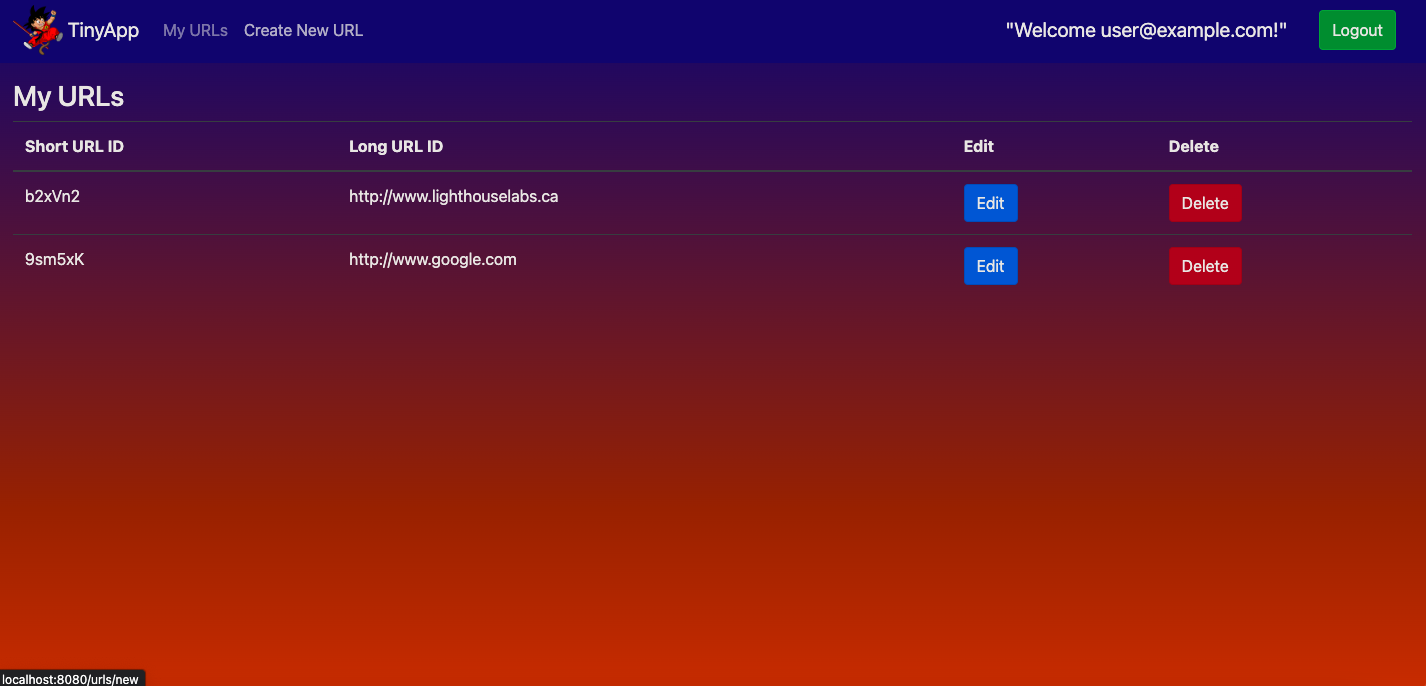 TinyApp My URLs Create New URL "Welcome user@example.com!" Logout
My URLs
Short URL ID Long URL ID Edit Delete
b2xVn2 http://www.lighthouselabs.ca Edit Delete
9sm5xK http://www.google.com Edit Delete
localhost:8080/urls/new